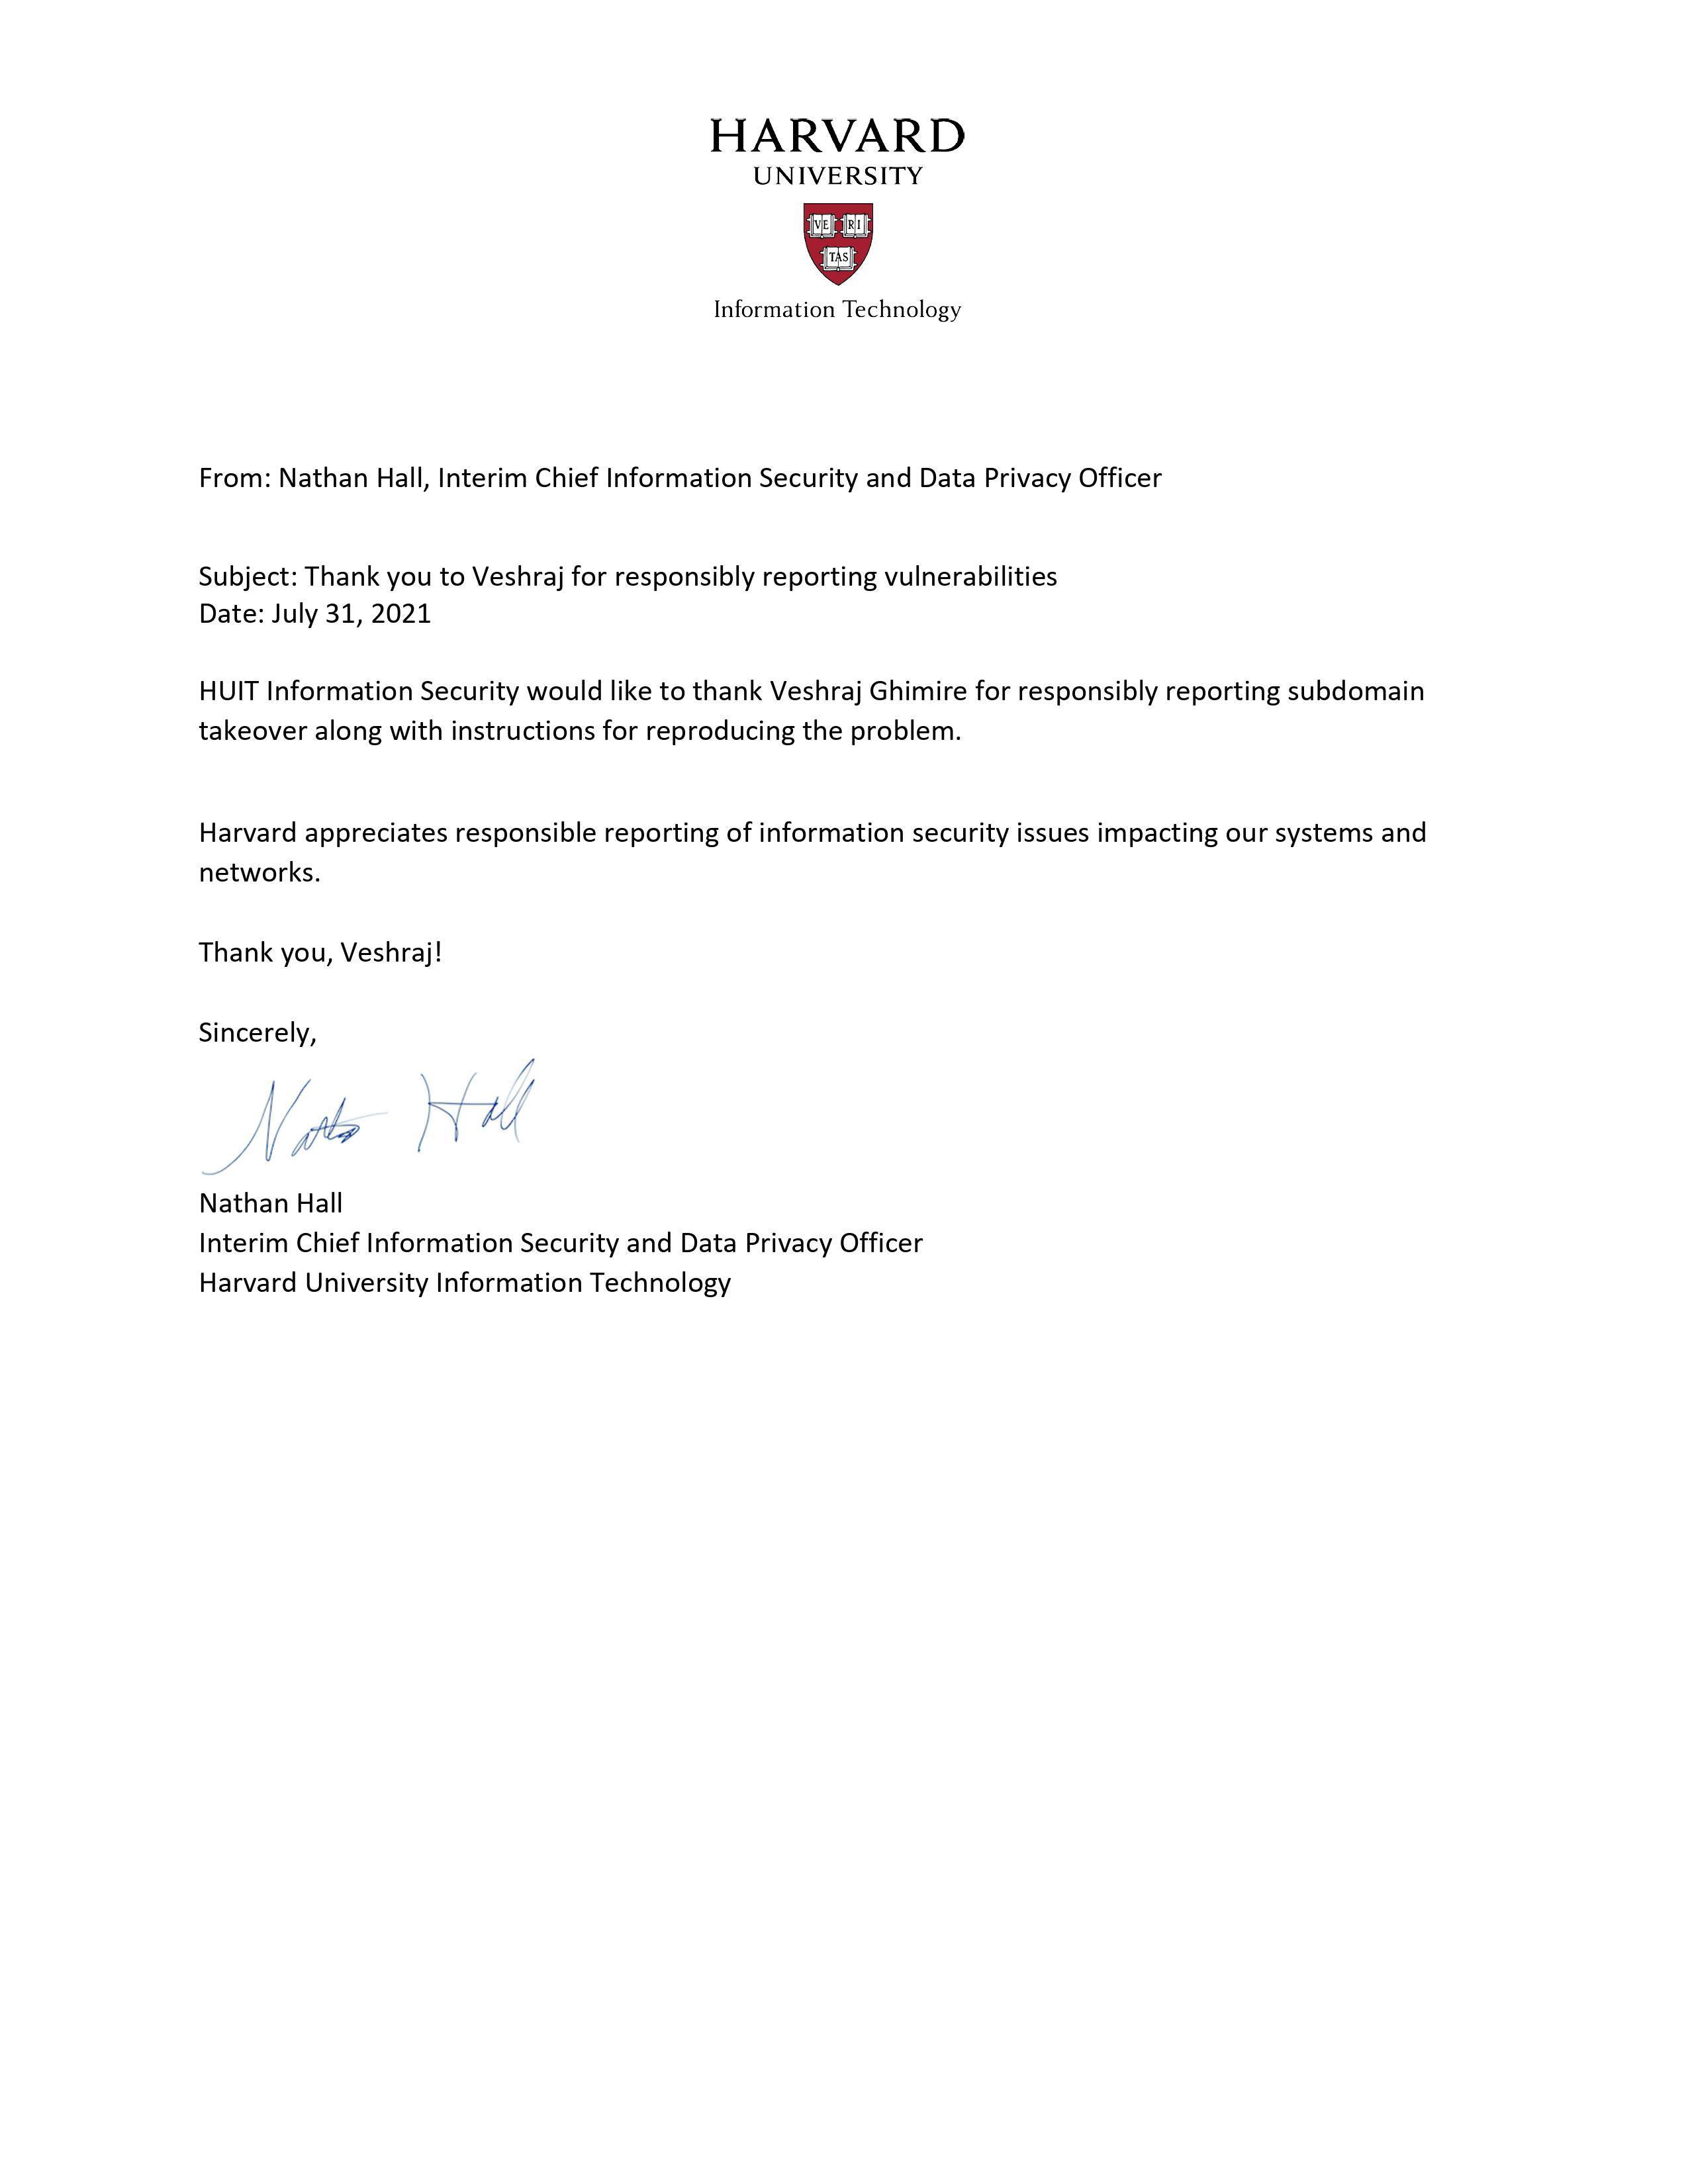 HARVARD
UNIVERSITY
VE RI
TAS
Information Technology
From: Nathan Hall, Interim Chief Information Security and Data Privacy Officer
Subject: Thank you to Veshraj for responsibly reporting vulnerabilities
Date: July 31, 2021
HUIT Information Security would like to thank Veshraj Ghimire for responsibly reporting subdomain
takeover along with instructions for reproducing the problem.
Harvard appreciates responsible reporting of information security issues impacting our systems and
networks.
Thank you, Veshraj!
Sincerely,
Nathan Hall
Nathan Hall
Interim Chief Information Security and Data Privacy Officer
Harvard University Information Technology